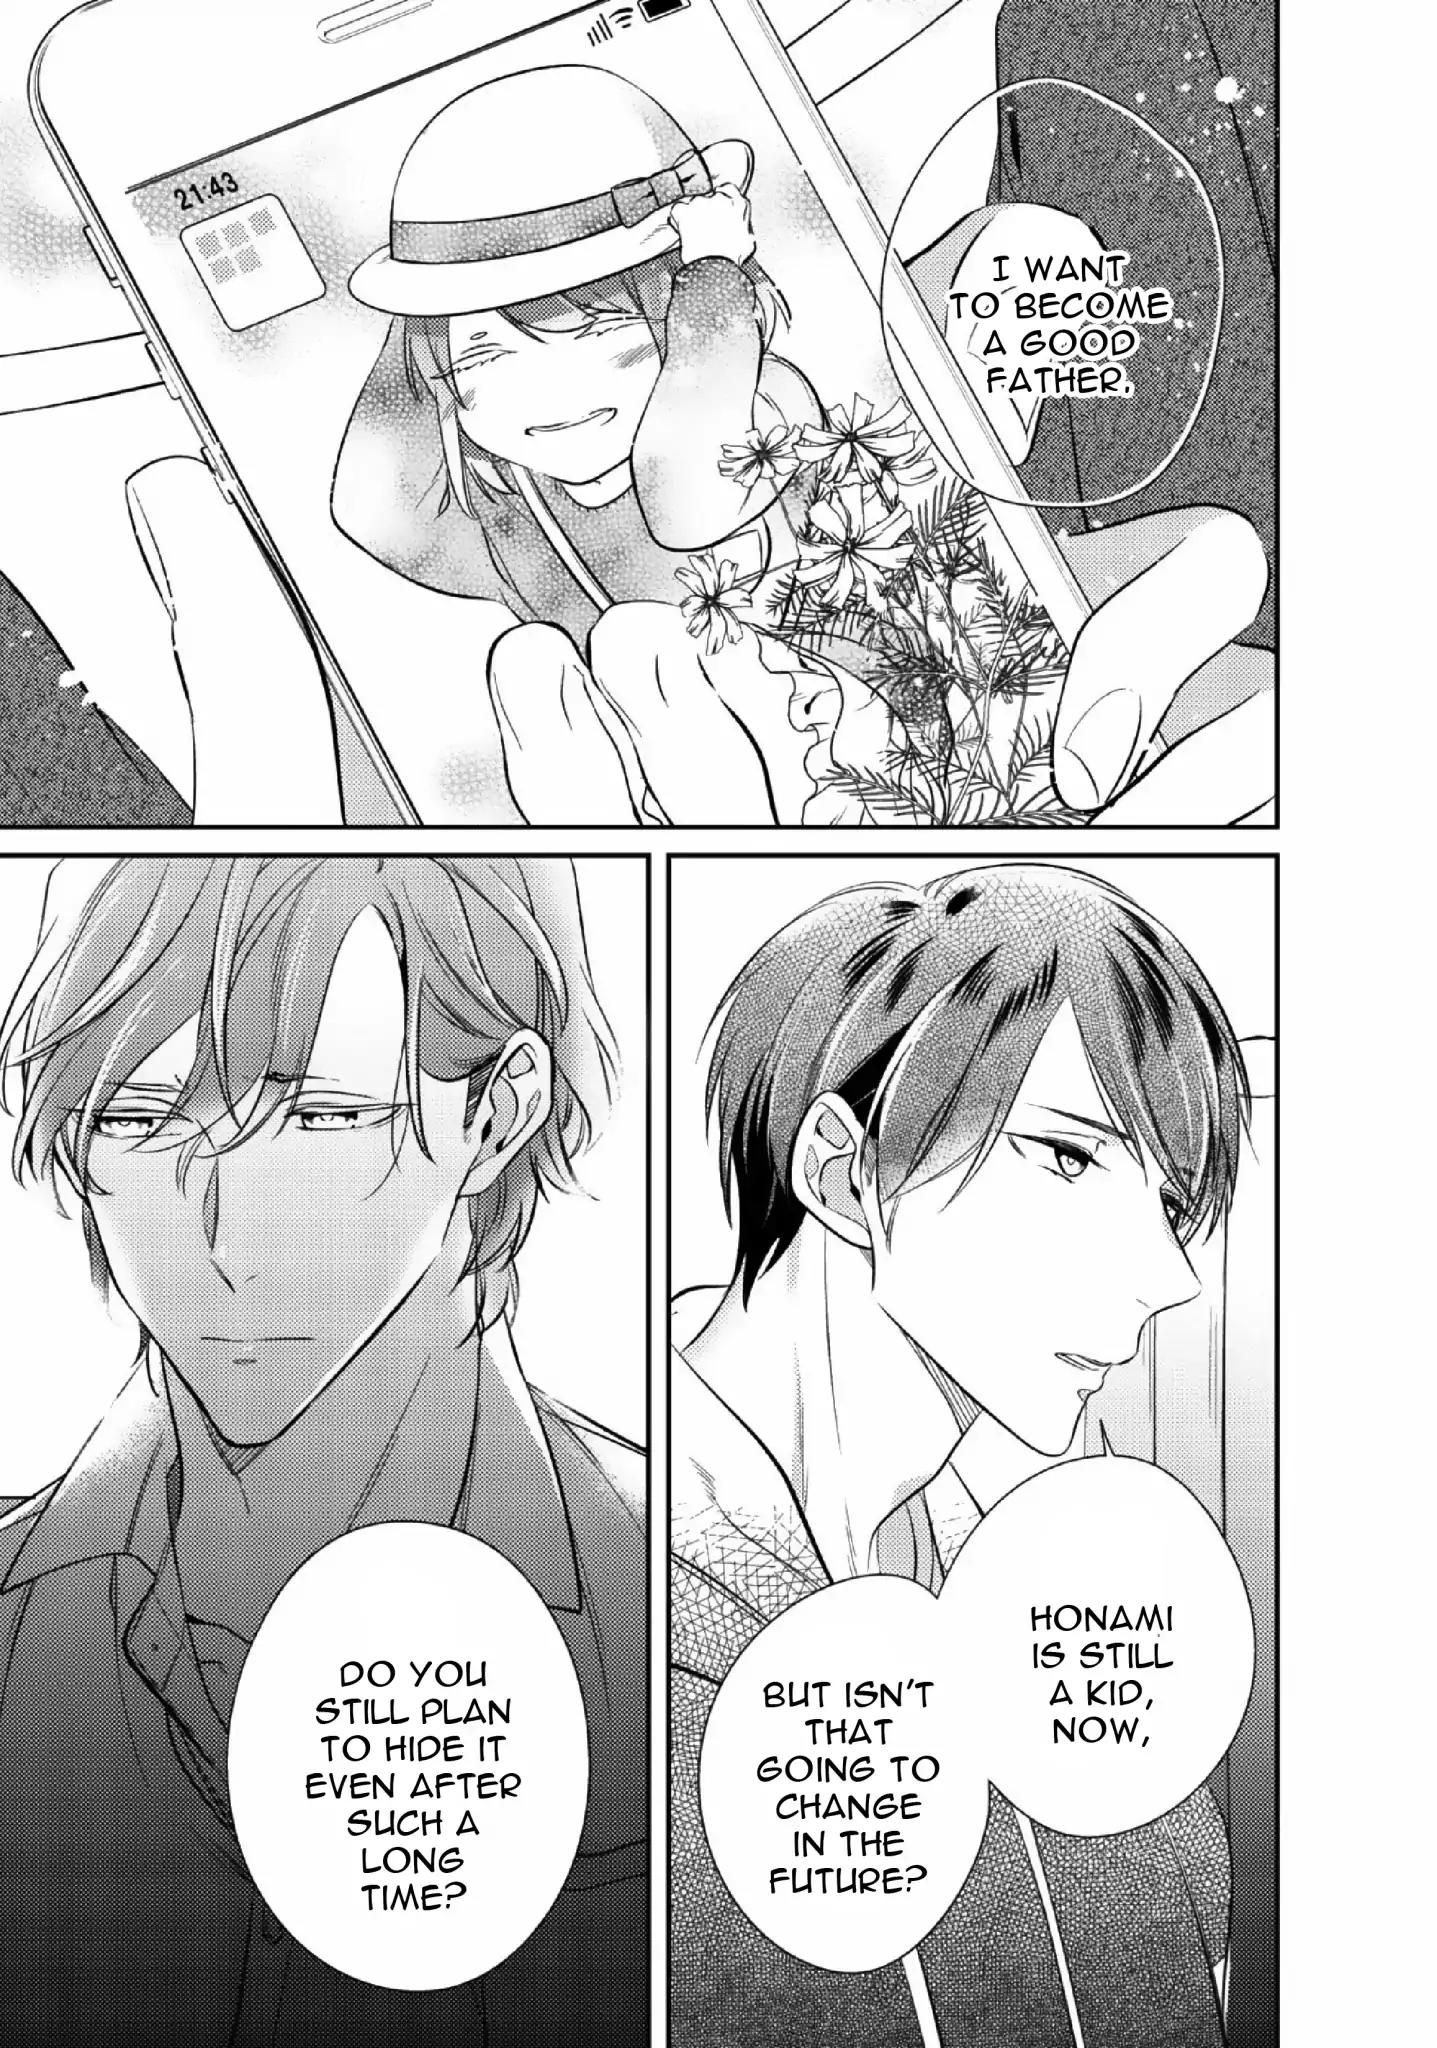 21:43
I WANT
TO BECOME
A GOOD
FATHER.
HONAMI
IS STILL
A KID,
NOW,
BUT ISN'T
THAT
GOING TO
CHANGE
IN THE
FUTURE?
DO YOU
STILL PLAN
TO HIDE IT
EVEN AFTER
SUCH A
LONG
TIME?